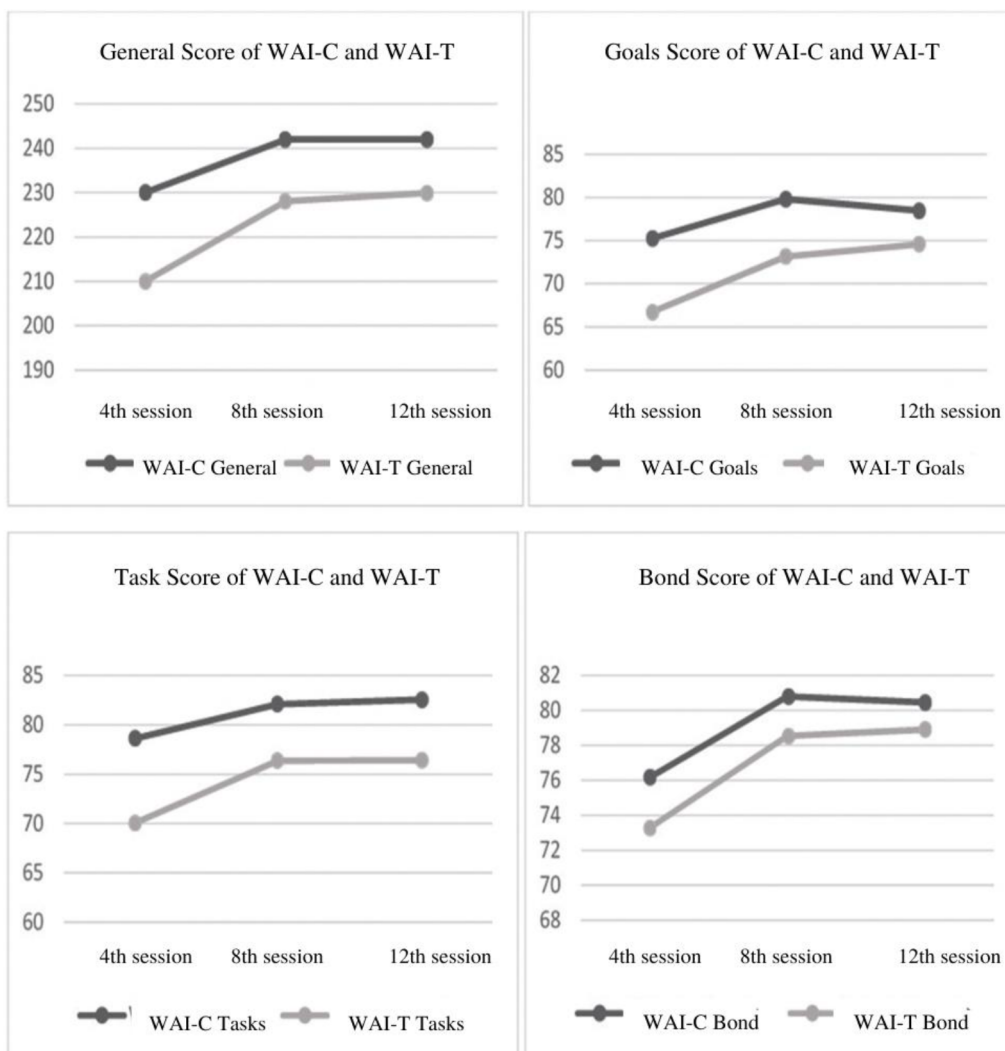 General Score of WAI-C and WAI-T
250
240
230
220
210
200
190
4th session 8th session 12th session
WAI-C General WAI-T General
Goals Score of WAI-C and WAI-T
85
80
75
70
65
60
4th session 8th session 12th session
WAI-C Goals WAI-T Goals
Task Score of WAI-C and WAI-T
85
80
75
70
65
60
4th session 8th session 12th session
WAI-C Tasks WAI-T Tasks
Bond Score of WAI-C and WAI-T
82
80
78
76
74
72
70
68
4th session 8th session 12th session
WAI-C Bond WAI-T Bond